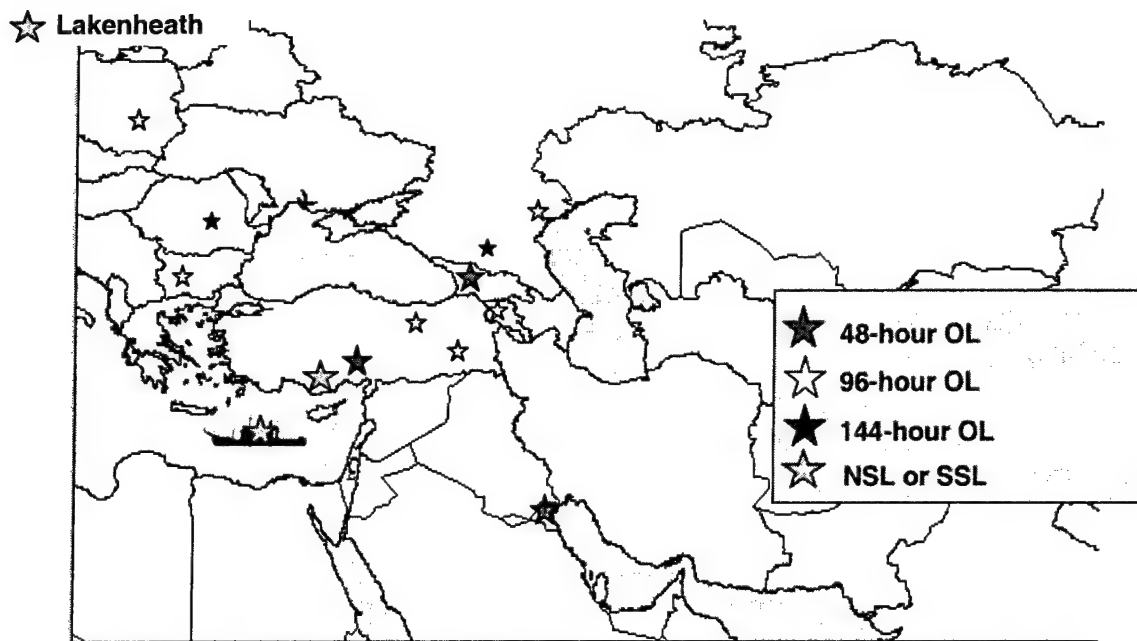 Lakenheath
48-hour OL
96-hour OL
144-hour OL
NSL or SSL